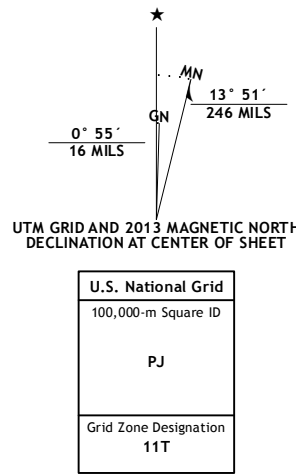 ★
MN
GN
0° 55´
16 MILS
13° 51´
246 MILS
UTM GRID AND 2013 MAGNETIC NORTH
DECLINATION AT CENTER OF SHEET
U.S. National Grid
100,000-m Square ID
PJ
Grid Zone Designation
11T